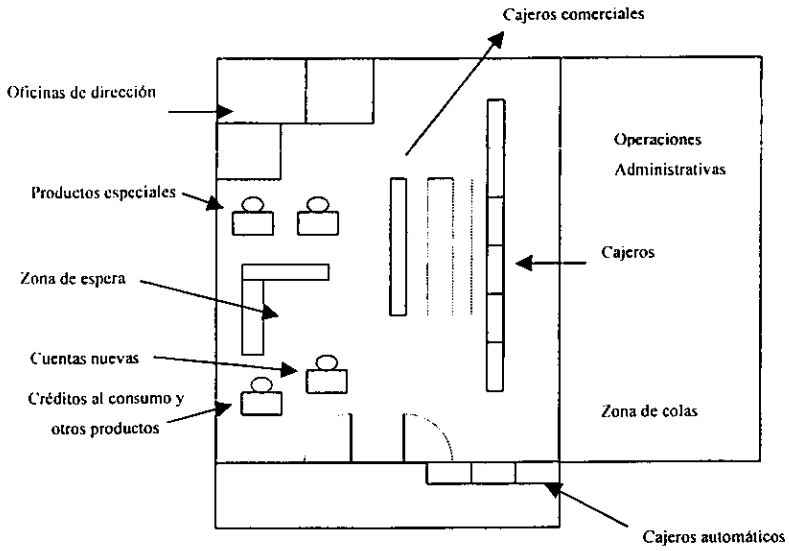 Cajeros comerciales
Oficinas de dirección
Operaciones
Administrativas
Productos especiales
Cajeros
Zona de espera
Cuentas nuevas
Créditos al consumo y
otros productos
Zona de colas
Cajeros automáticos